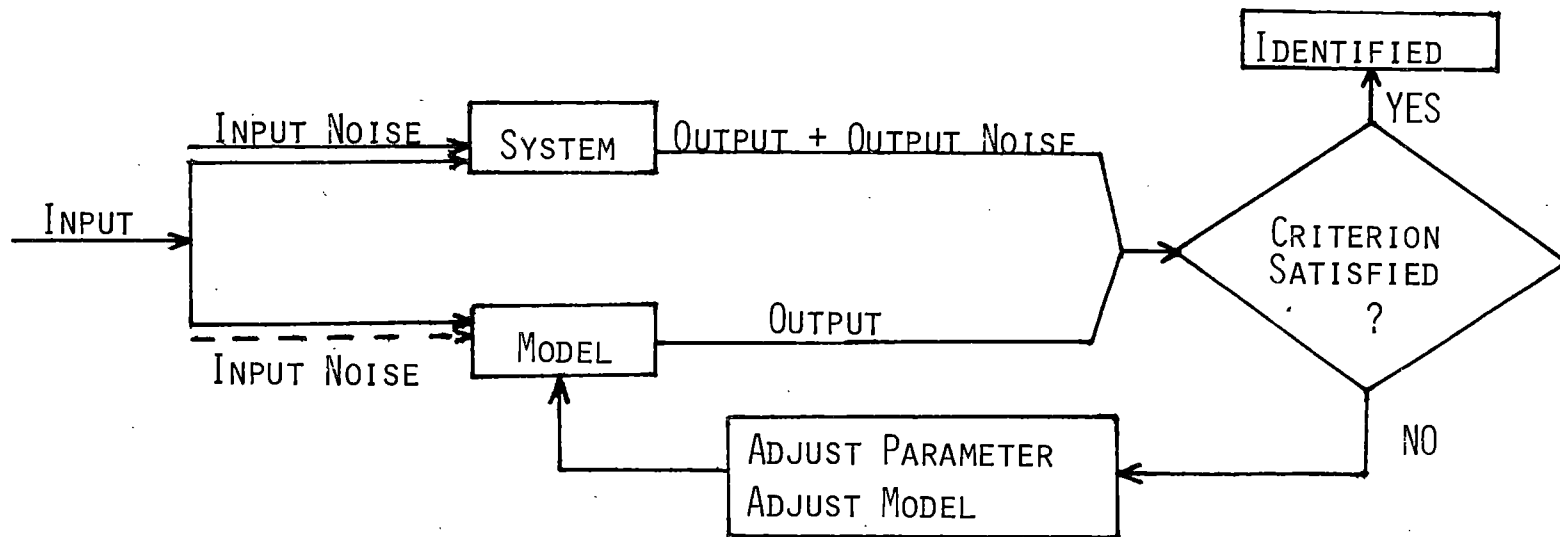 IDENTIFIED
YES
INPUT NOISE
SYSTEM
OUTPUT + OUTPUT NOISE
INPUT
CRITERION
SATISFIED
?
OUTPUT
MODEL
INPUT NOISE
NO
ADJUST PARAMETER
ADJUST MODEL